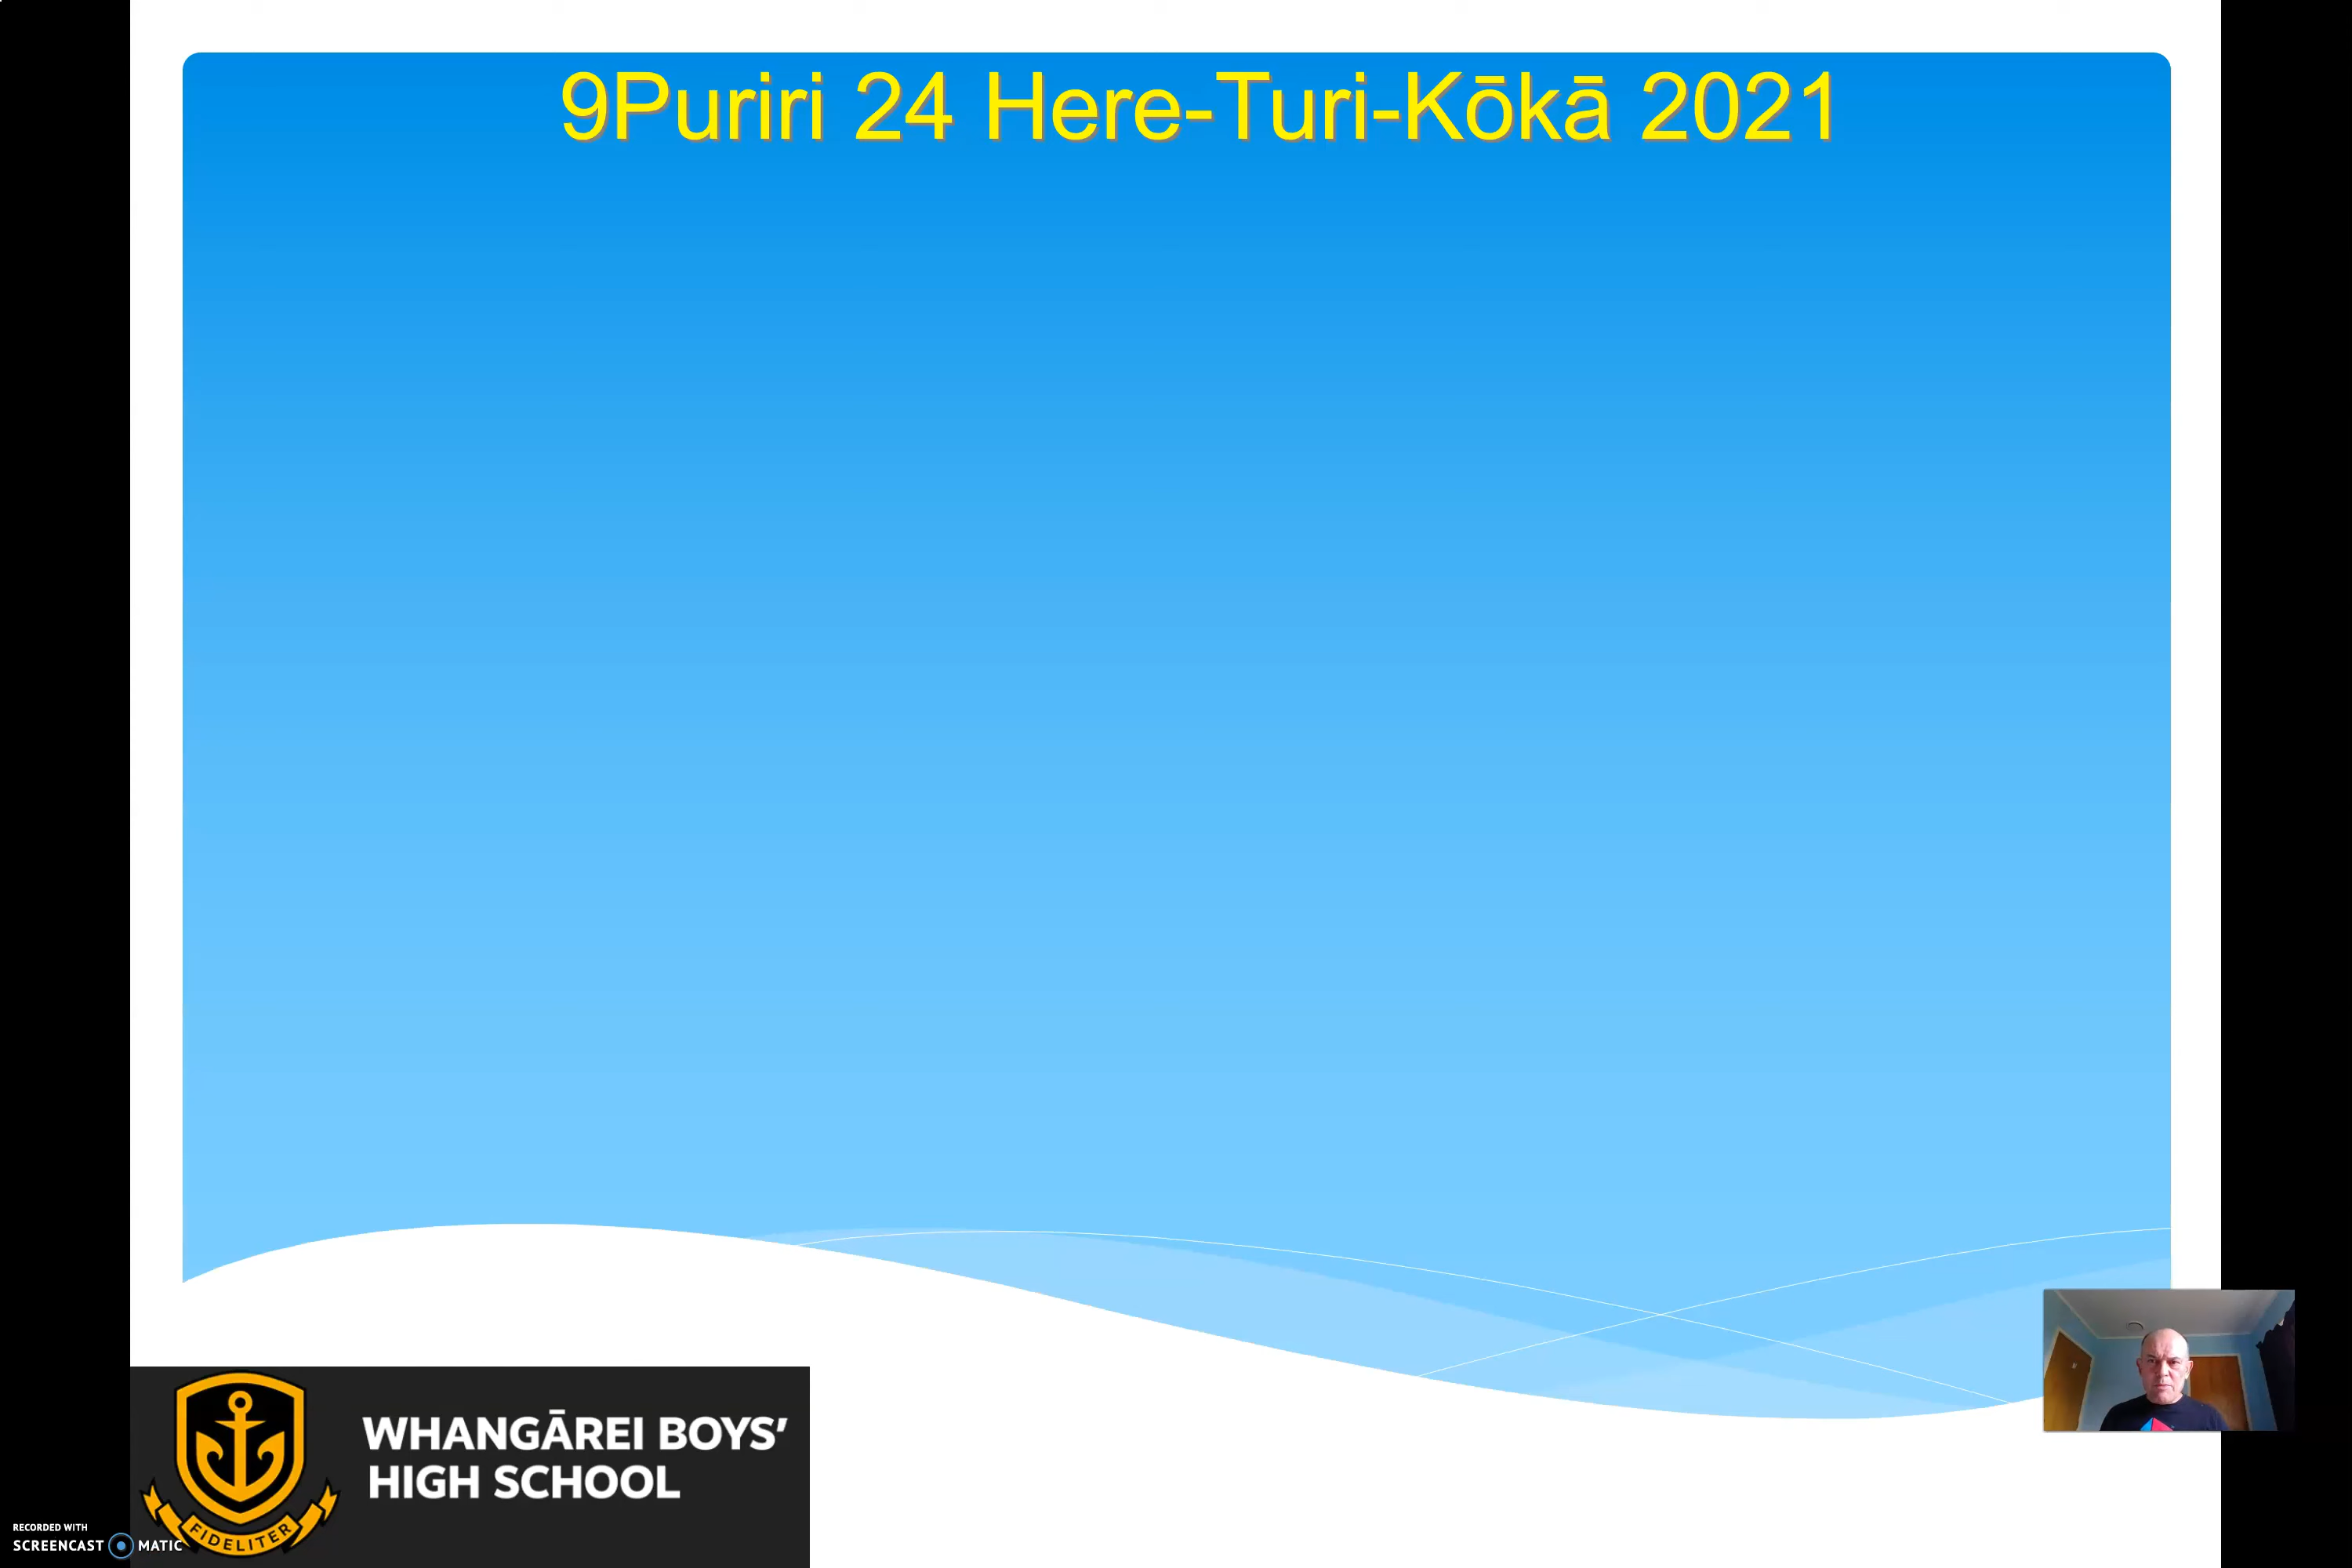 9Puriri 24 Here-Turi-Kōkā 2021
WHANGĀREI BOYS'
HIGH SCHOOL
FIDELITER
RECORDED WITH
SCREENCAST MATIC